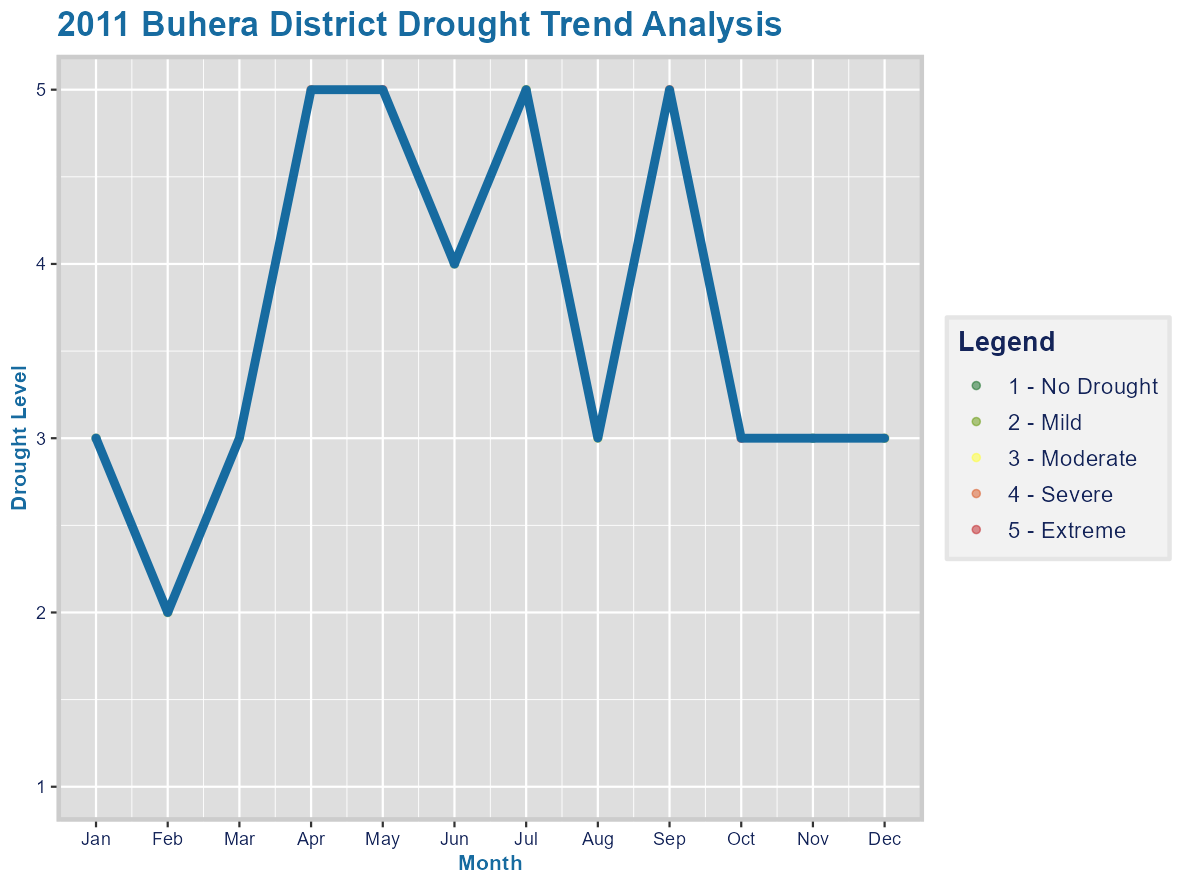 2011 Buhera District Drought Trend Analysis
Drought Level
5
4
3
2
1
Jan Feb Mar Apr May Jun Jul Aug Sep Oct Nov Dec
Month
Legend
1 - No Drought
2 - Mild
3 - Moderate
4 - Severe
5 - Extreme